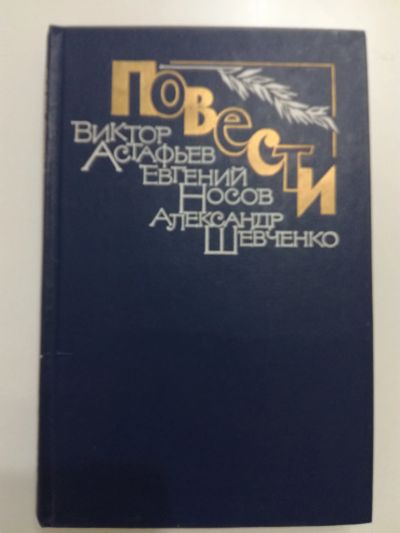 Повести
Виктор
Астафьев
Евгений
Носов
Александр
Шевченко